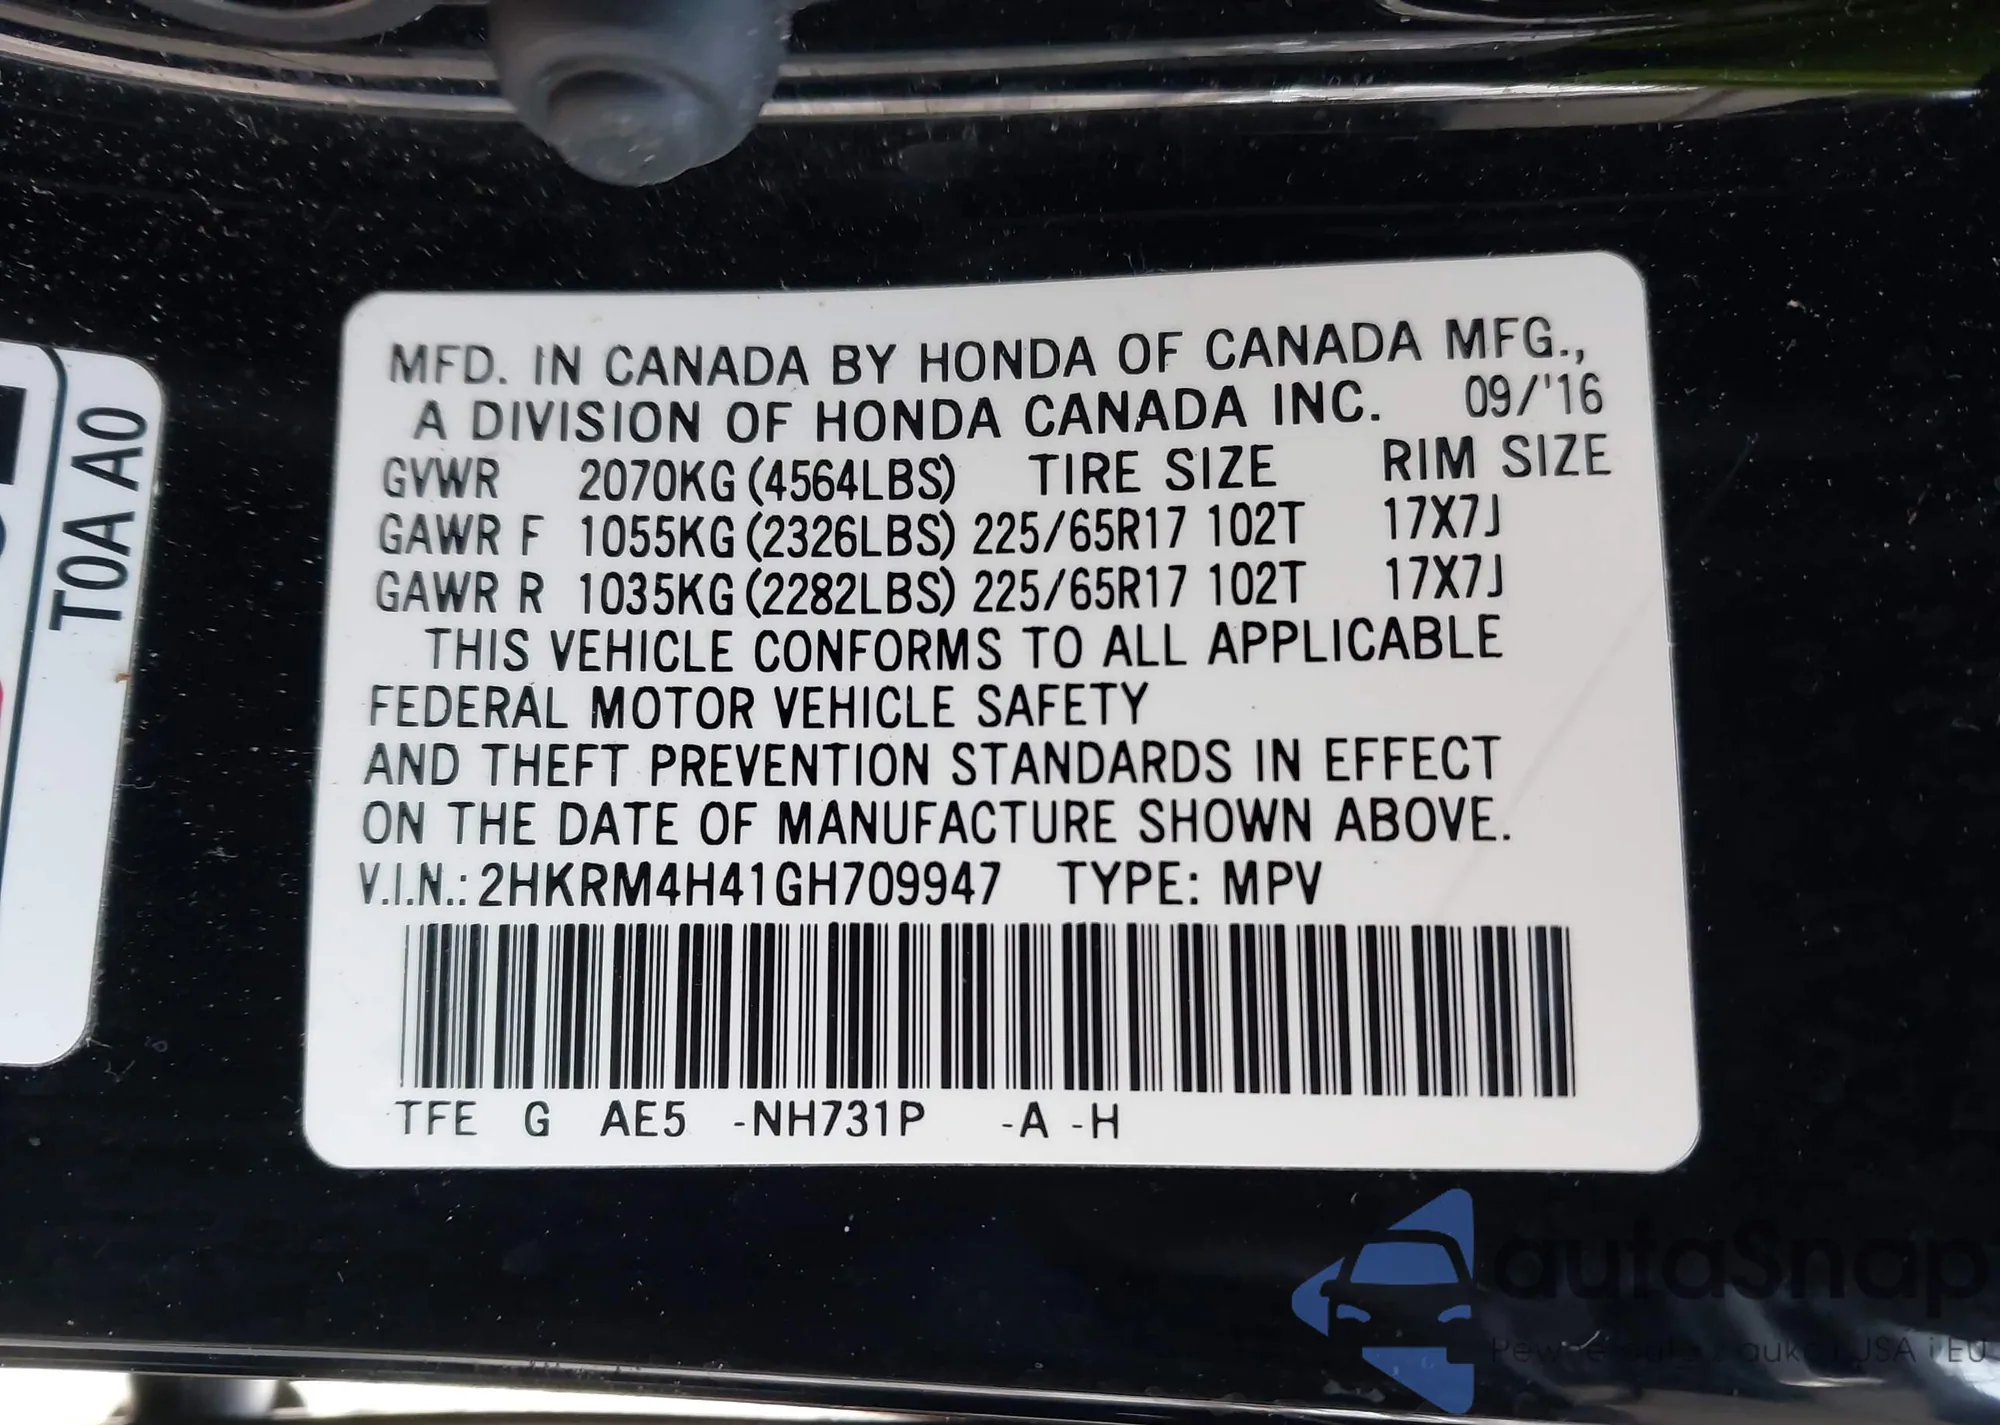 MFD. IN CANADA BY HONDA OF CANADA MFG.,
A DIVISION OF HONDA CANADA INC. 09/'16
GVWR 2070KG (4564LBS) TIRE SIZE RIM SIZE
GAWR F 1055KG (2326LBS) 225/65R17 102T 17X7J
GAWR R 1035KG (2282LBS) 225/65R17 102T 17X7J
THIS VEHICLE CONFORMS TO ALL APPLICABLE
FEDERAL MOTOR VEHICLE SAFETY
AND THEFT PREVENTION STANDARDS IN EFFECT
ON THE DATE OF MANUFACTURE SHOWN ABOVE.
V.I.N.: 2HKRM4H41GH709947 TYPE: MPV
TFE G AE5 -NH731P -A -H
T0A A0
autaSnap
USA i EU